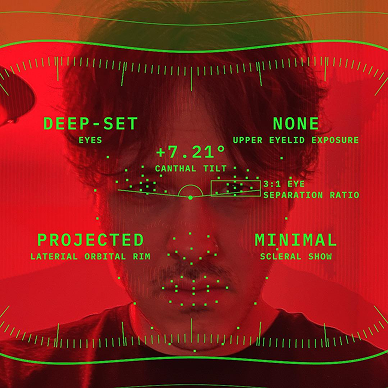 DEEP-SET
EYES
NONE
UPPER EYELID EXPOSURE
+7.21°
CANTHAL TILT
3:1 EYE
SEPARATION RATIO
PROJECTED
LATERIAL ORBITAL RIM
MINIMAL
SCLERAL SHOW